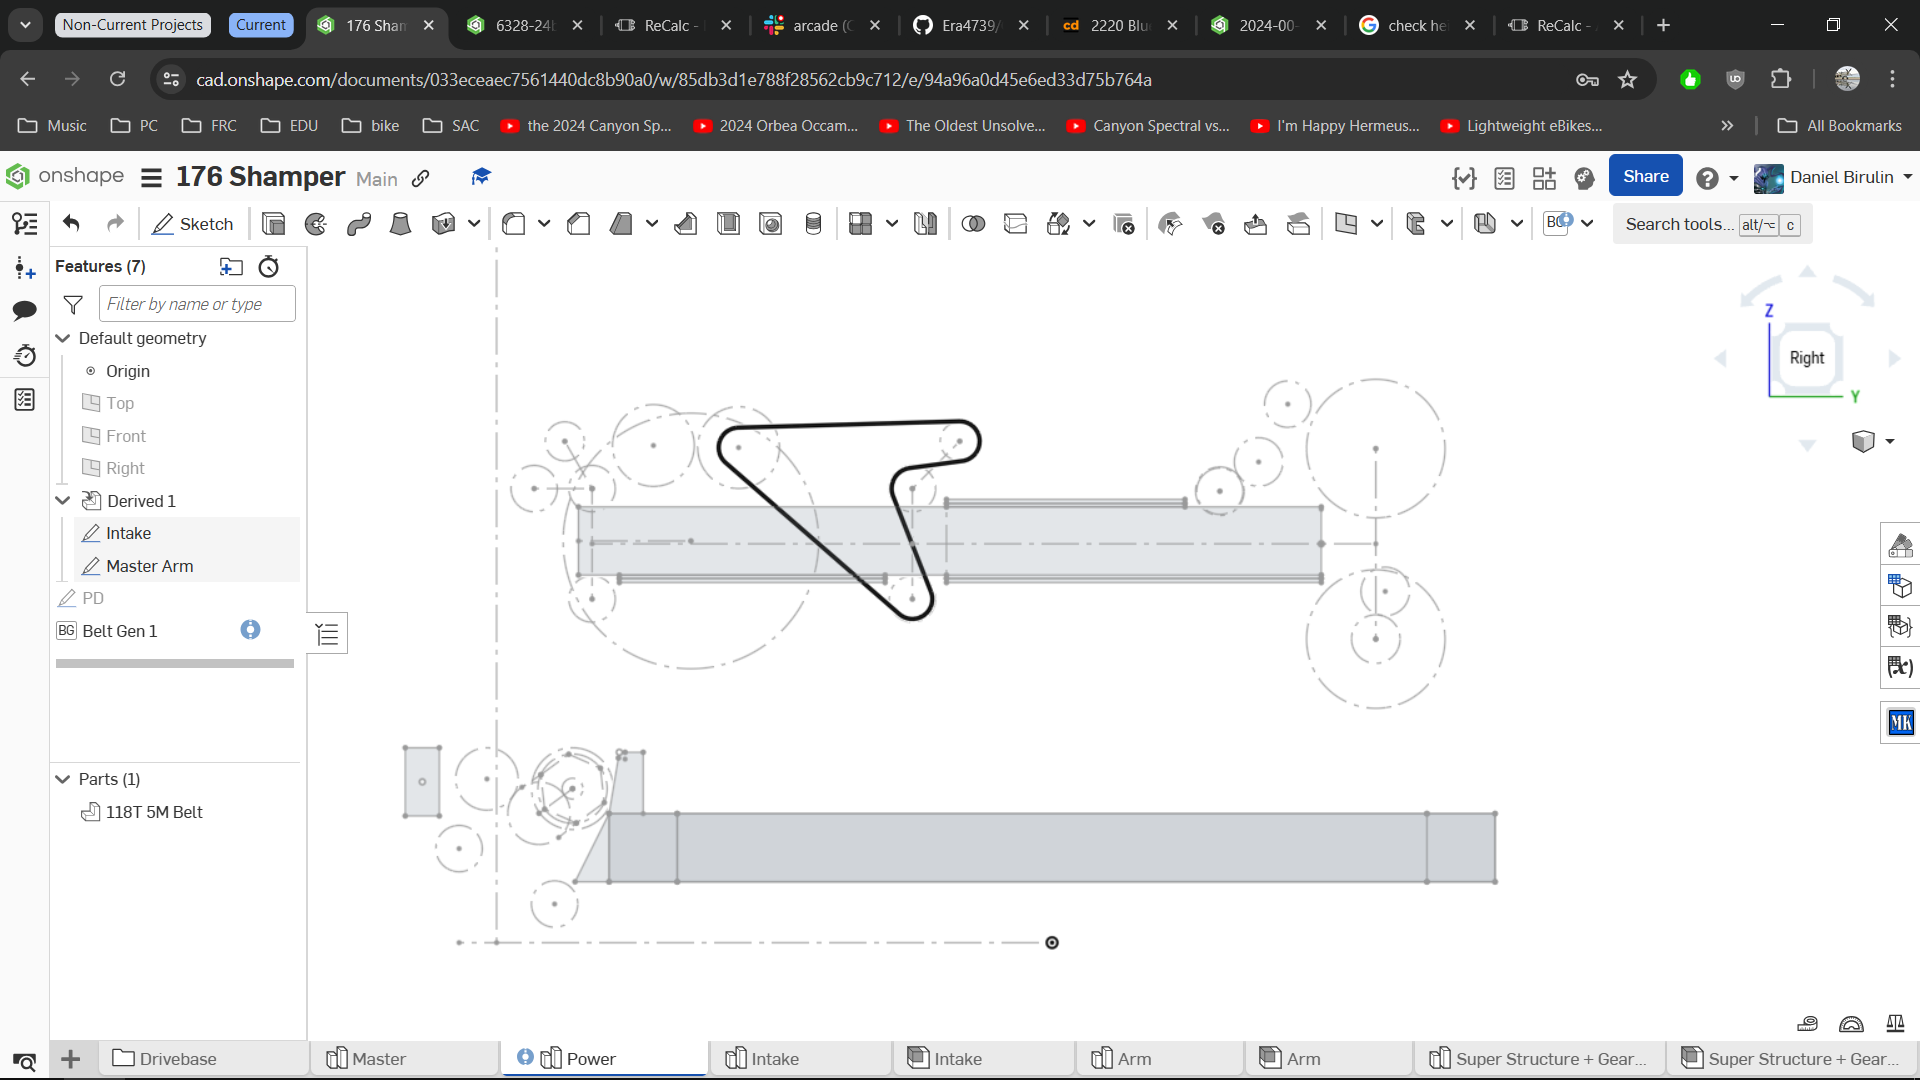 Non-Current Projects
Current
176 Sham
6328-24b
ReCalc -
arcade (C
Era4739/
2220 Blu
2024-00-
check he
ReCalc -
cad.onshape.com/documents/033eceaec7561440dc8b90a0/w/85db3d1e788f28562cb9c712/e/94a96a0d45e6ed33d75b764a
Music
PC
FRC
EDU
bike
SAC
the 2024 Canyon Sp...
2024 Orbea Occam...
The Oldest Unsolve...
Canyon Spectral vs...
I'm Happy Hermeus...
Lightweight eBikes...
All Bookmarks
onshape
176 Shamper
Main
Share
Daniel Birulin
Sketch
Search tools... alt/⌥ c
Features (7)
Filter by name or type
Default geometry
Origin
Top
Front
Right
Derived 1
Intake
Master Arm
PD
BG Belt Gen 1
Parts (1)
118T 5M Belt
Z
Right
Y
MK
Drivebase
Master
Power
Intake
Intake
Arm
Arm
Super Structure + Gear...
Super Structure + Gear...